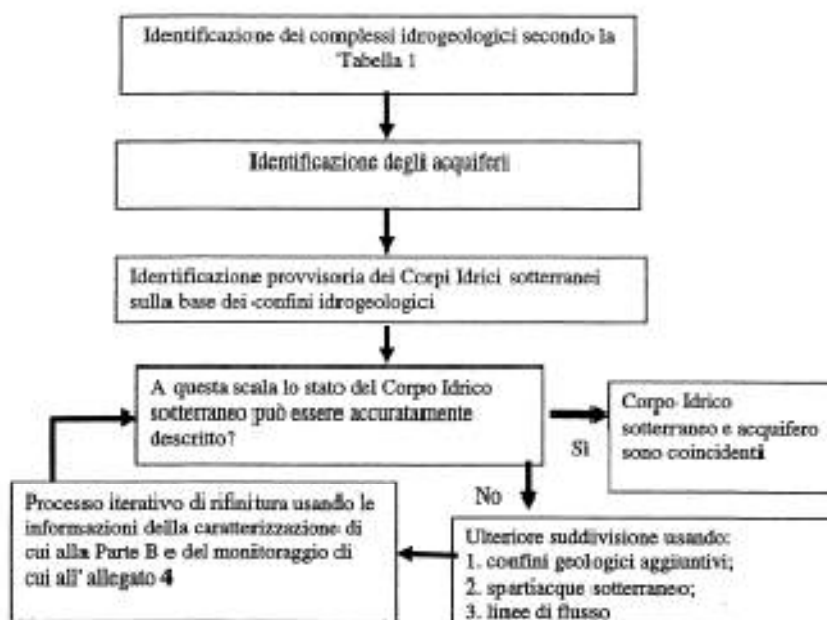 Identificazione dei complessi idrogeologici secondo la
Tabella 1
Identificazione degli acquiferi
Identificazione provvisoria dei Corpi Idrici sotterranei
sulla base dei confini idrogeologici
A questa scala lo stato del Corpo Idrico
sotterraneo può essere accuratamente
descritto?
Sì
Corpo Idrico
sotterraneo e acquifero
sono coincidenti
No
Ulteriore suddivisione usando:
1. confini geologici aggiuntivi;
2. spartiacque sotterraneo;
3. linee di flusso
Processo iterativo di rifinitura usando le
informazioni della caratterizzazione di
cui alla Parte B e del monitoraggio di
cui all' allegato 4